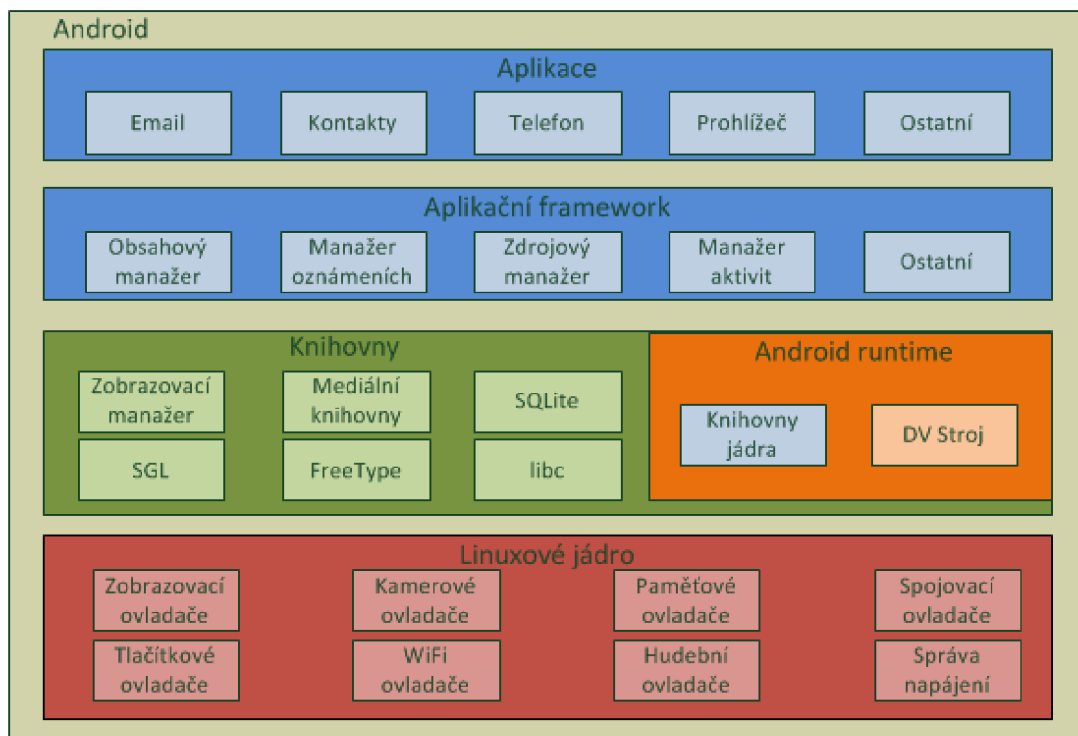 Android
Aplikace
Email
Kontakty
Telefon
Prohlížeč
Ostatní
Aplikační framework
Obsahový
manažer
Manažer
oznámeních
Zdrojový
manažer
Manažer
aktivit
Ostatní
Knihovny
Zobrazovací
manažer
Mediální
knihovny
SQLite
SGL
FreeType
libc
Android runtime
Knihovny
jádra
DV Stroj
Linuxové jádro
Zobrazovací
ovladače
Kamerové
ovladače
Paměťové
ovladače
Spojovací
ovladače
Tlačítkové
ovladače
WiFi
ovladače
Hudební
ovladače
Správa
napájení